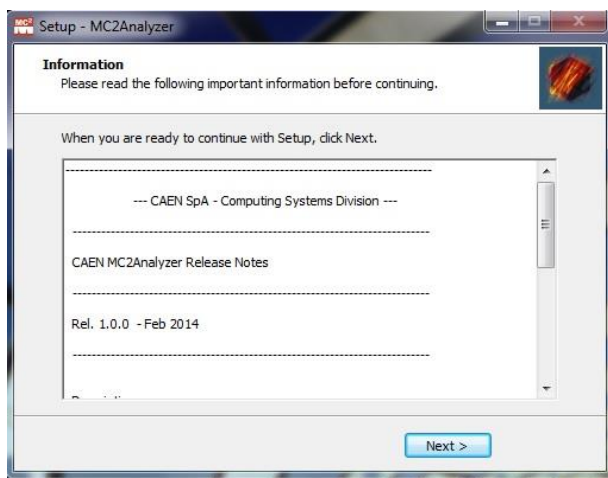 MC²
Setup - MC2Analyzer
Information
Please read the following important information before continuing.
When you are ready to continue with Setup, click Next.
--- CAEN SpA - Computing Systems Division ---
CAEN MC2Analyzer Release Notes
Rel. 1.0.0 - Feb 2014
Next >